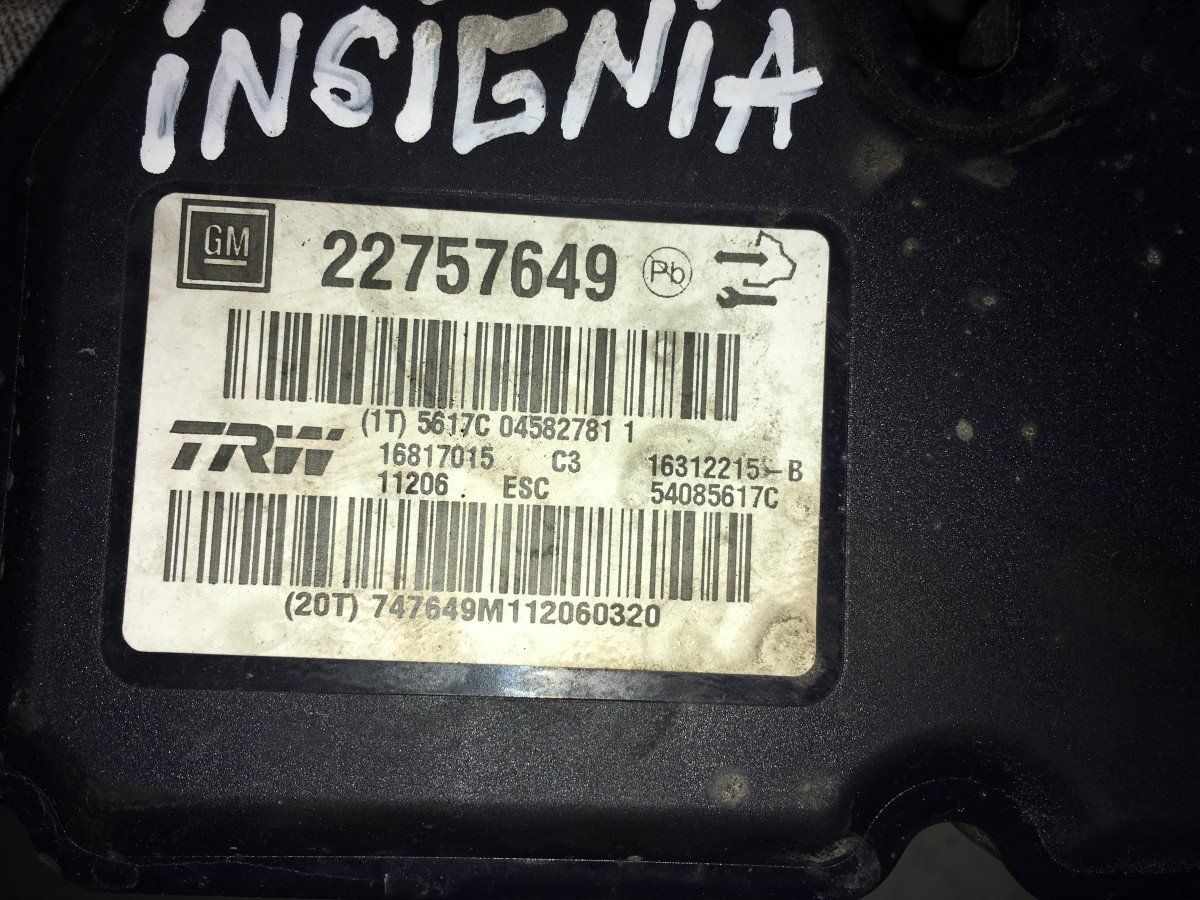 INSIGNIA
GM 22757649 Pb
(1T) 5617C 04582781 1
TRW
16817015 C3 16312215-B
11206 ESC 54085617C
(20T) 747649M112060320